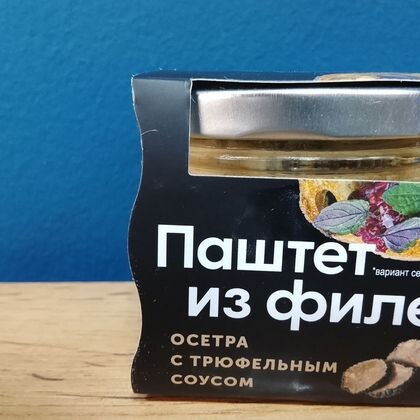 Паштет
*вариант се
из филе
ОСЕТРА
С ТРЮФЕЛЬНЫМ
СОУСОМ